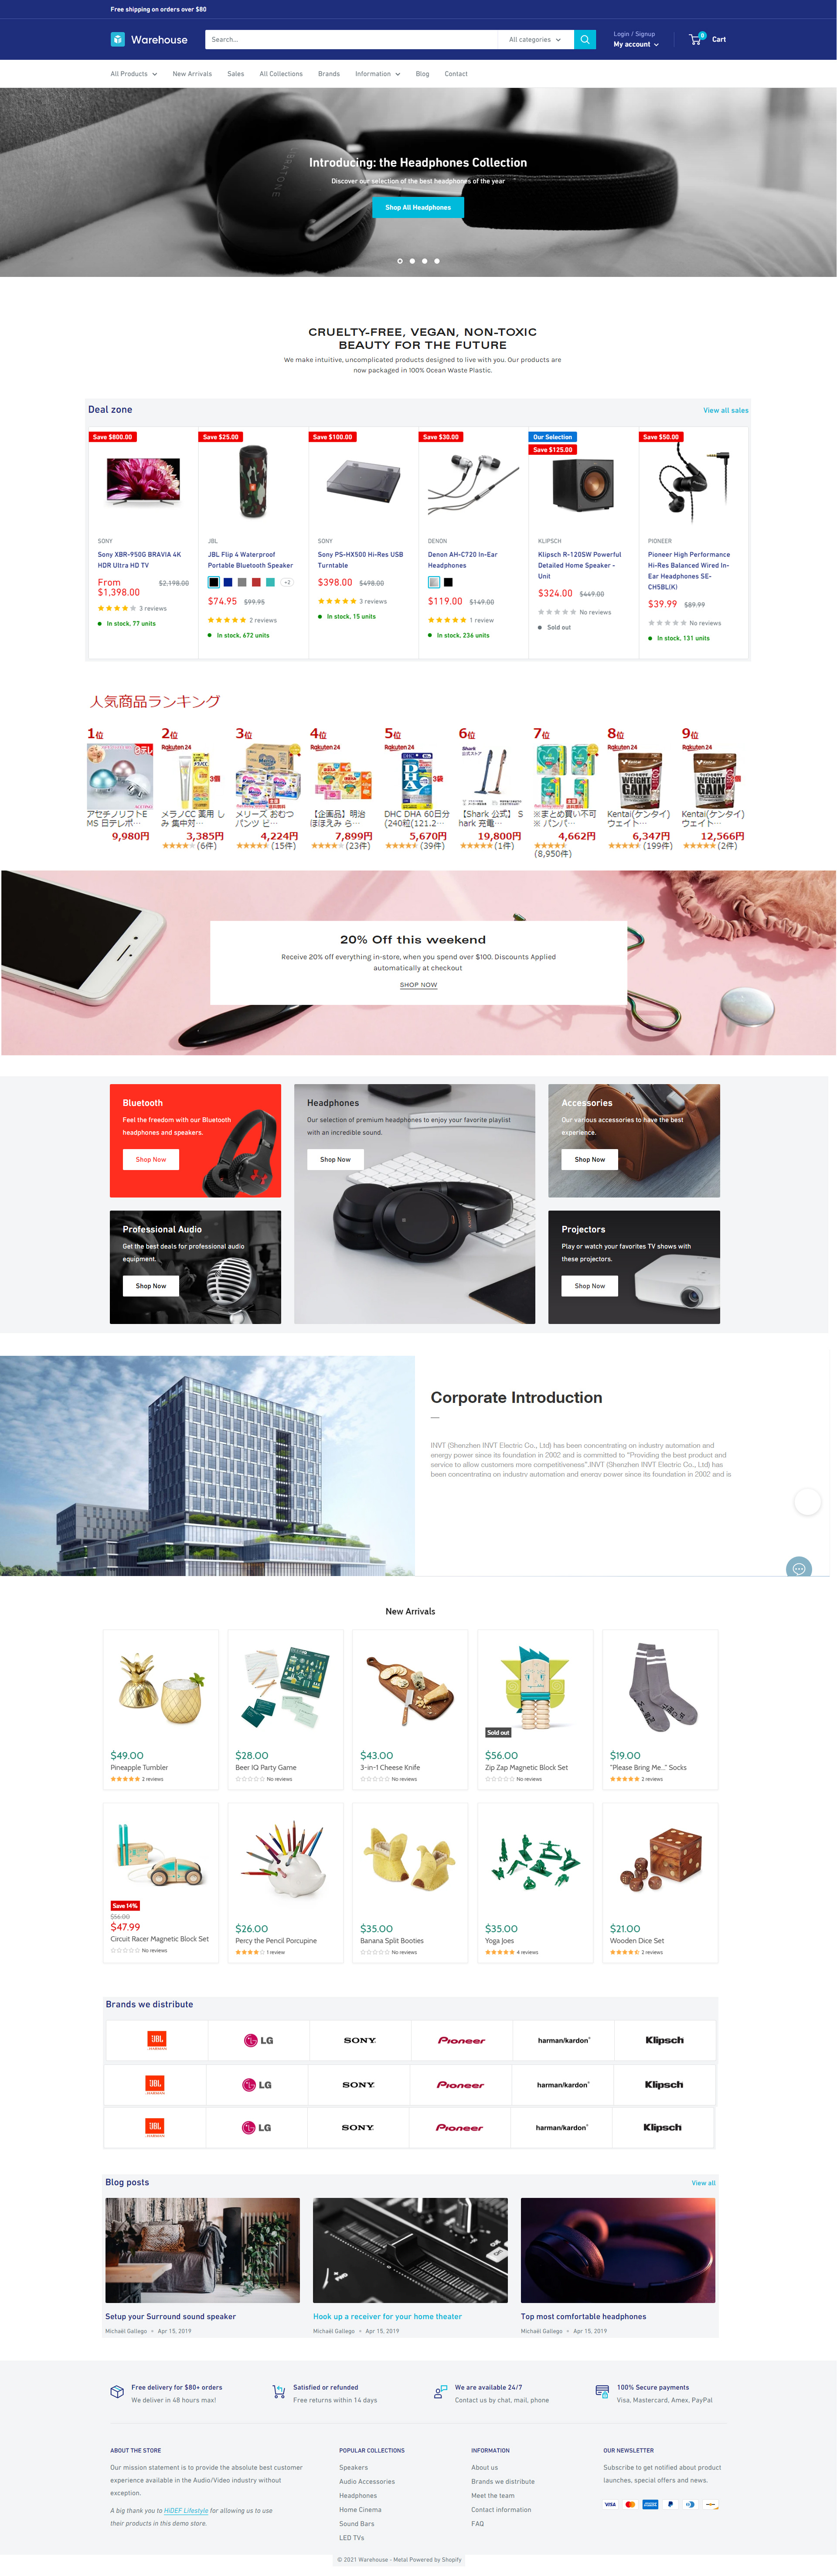 Free shipping on orders over $80
Warehouse
Search...
All categories
Login / Signup
My account
0
Cart
All Products
New Arrivals
Sales
All Collections
Brands
Information
Blog
Contact
Introducing: the Headphones Collection
Discover our selection of the best headphones of the year
Shop All Headphones
CRUELTY-FREE, VEGAN, NON-TOXIC
BEAUTY FOR THE FUTURE
We make intuitive, uncomplicated products designed to live with you. Our products are
now packaged in 100% Ocean Waste Plastic.
Deal zone
View all sales
Save $800.00
SONY
Sony XBR-950G BRAVIA 4K
HDR Ultra HD TV
From
$1,398.00
$2,198.00
3 reviews
In stock, 77 units
Save $25.00
JBL
JBL Flip 4 Waterproof
Portable Bluetooth Speaker
+2
$74.95 $99.95
2 reviews
In stock, 672 units
Save $100.00
SONY
Sony PS-HX500 Hi-Res USB
Turntable
$398.00 $498.00
3 reviews
In stock, 15 units
Save $30.00
DENON
Denon AH-C720 In-Ear
Headphones
$119.00 $149.00
1 review
In stock, 236 units
Our Selection
Save $125.00
KLIPSCH
Klipsch R-120SW Powerful
Detailed Home Speaker -
Unit
$324.00 $449.00
No reviews
Sold out
Save $50.00
PIONEER
Pioneer High Performance
Hi-Res Balanced Wired In-
Ear Headphones SE-
CH5BL(K)
$39.99 $89.99
No reviews
In stock, 131 units
人気商品ランキング
1位
アセチノリフトE
MS 日テレポ…
9,980円
2位
Rakuten24
3個
メラノCC 薬用 し
み 集中対…
3,385円
(6件)
3位
Rakuten24
メリーズ おむつ
パンツ ビ…
4,224円
(15件)
4位
Rakuten24
【企画品】明治
ほほえみ ら…
7,899円
(23件)
5位
Rakuten24
DHA
3袋
DHC DHA 60日分
(240粒(121.2…
5,670円
(39件)
6位
Shark
公式ストア
【Shark 公式】 S
hark 充電…
19,800円
(1件)
7位
Rakuten24
※まとめ買い不可
※ パンパ…
4,662円
(8,950件)
8位
Rakuten24
Kentai
WEIGHT
GAIN
Kentai(ケンタイ)
ウェイト…
6,347円
(199件)
9位
Rakuten24
Kentai
WEIGHT
GAIN
Kentai(ケンタイ)
ウェイト…
12,566円
(2件)
20% Off this weekend
Receive 20% off everything in-store, when you spend over $100. Discounts Applied
automatically at checkout
SHOP NOW
Bluetooth
Feel the freedom with our Bluetooth
headphones and speakers.
Shop Now
Headphones
Our selection of premium headphones to enjoy your favorite playlist
with an incredible sound.
Shop Now
Accessories
Our various accessories to have the best
experience.
Shop Now
Professional Audio
Get the best deals for professional audio
equipment.
Shop Now
Projectors
Play or watch your favorites TV shows with
these projectors.
Shop Now
Corporate Introduction
INVT (Shenzhen INVT Electric Co., Ltd) has been concentrating on industry automation and
energy power since its foundation in 2002 and is committed to "Providing the best product and
service to allow customers more competitiveness".INVT (Shenzhen INVT Electric Co., Ltd) has
been concentrating on industry automation and energy power since its foundation in 2002 and is
New Arrivals
$49.00
Pineapple Tumbler
2 reviews
$28.00
Beer IQ Party Game
No reviews
$43.00
3-in-1 Cheese Knife
No reviews
Sold out
$56.00
Zip Zap Magnetic Block Set
No reviews
$19.00
"Please Bring Me..." Socks
2 reviews
Save 14%
$56.00
$47.99
Circuit Racer Magnetic Block Set
No reviews
$26.00
Percy the Pencil Porcupine
1 review
$35.00
Banana Split Booties
No reviews
$35.00
Yoga Joes
4 reviews
$21.00
Wooden Dice Set
2 reviews
Brands we distribute
JBL
HARMAN
LG
SONY
Pioneer
harman/kardon
Klipsch
JBL
HARMAN
LG
SONY
Pioneer
harman/kardon
Klipsch
JBL
HARMAN
LG
SONY
Pioneer
harman/kardon
Klipsch
Blog posts
View all
Setup your Surround sound speaker
Michaël Gallego • Apr 15, 2019
Hook up a receiver for your home theater
Michaël Gallego • Apr 15, 2019
Top most comfortable headphones
Michaël Gallego • Apr 15, 2019
Free delivery for $80+ orders
We deliver in 48 hours max!
Satisfied or refunded
Free returns within 14 days
We are available 24/7
Contact us by chat, mail, phone
100% Secure payments
Visa, Mastercard, Amex, PayPal
ABOUT THE STORE
Our mission statement is to provide the absolute best customer
experience available in the Audio/Video industry without
exception.
A big thank you to HiDEF Lifestyle for allowing us to use
their products in this demo store.
POPULAR COLLECTIONS
Speakers
Audio Accessories
Headphones
Home Cinema
Sound Bars
LED TVs
INFORMATION
About us
Brands we distribute
Meet the team
Contact information
FAQ
OUR NEWSLETTER
Subscribe to get notified about product
launches, special offers and news.
VISA
© 2021 Warehouse - Metal Powered by Shopify